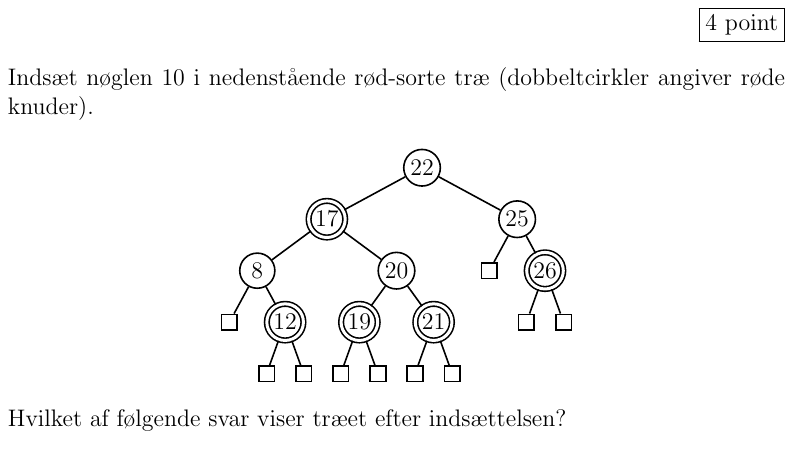 4 point
Indsæt nøglen 10 i nedenstående rød-sorte træ (dobbeltcirkler angiver røde
knuder).
22
17 25
8 20 26
12 19 21
Hvilket af følgende svar viser træet efter indsættelsen?